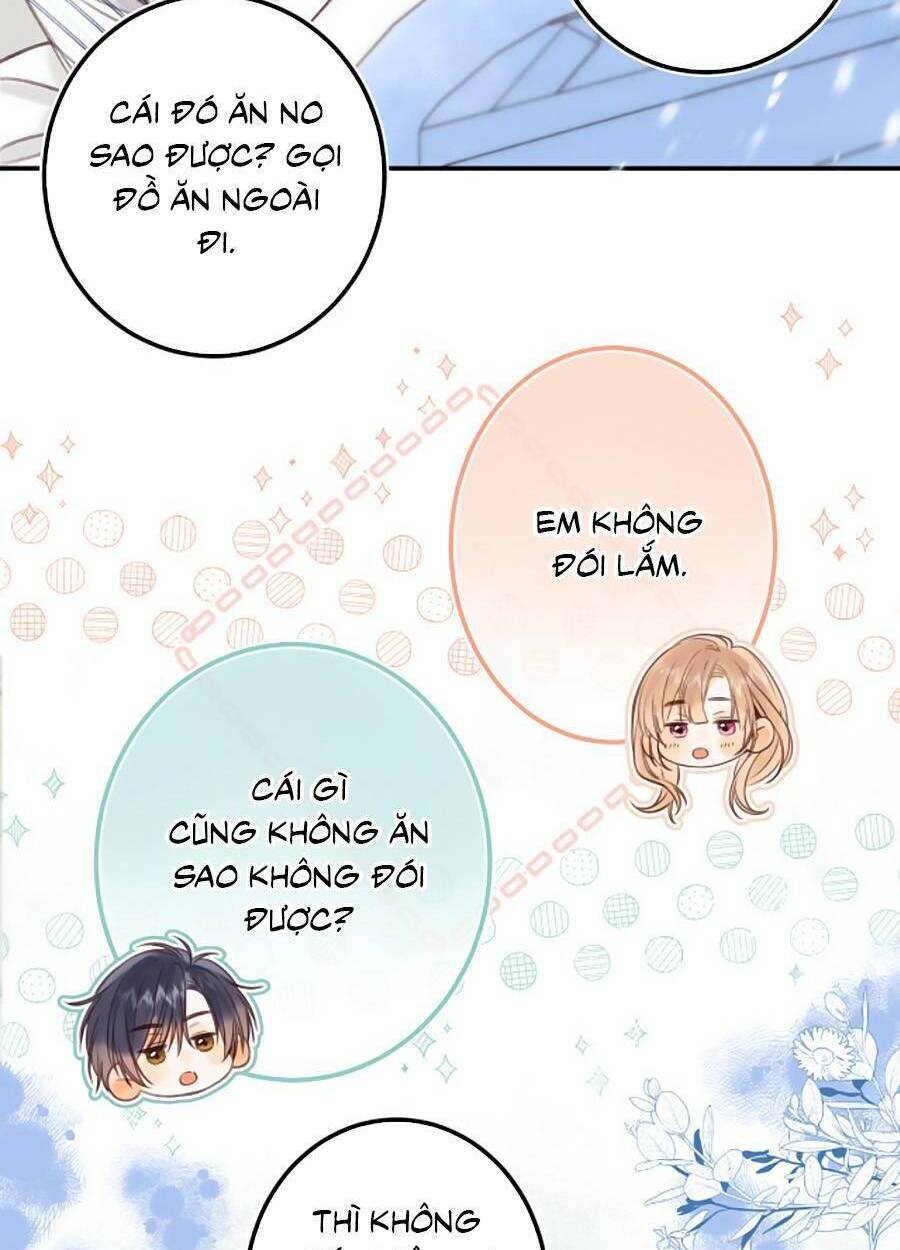 CÁI ĐÓ ĂN NO
SAO ĐƯỢC? GỌI
ĐỒ ĂN NGOÀI
ĐI.
EM KHÔNG
ĐÓI LẮM.
CÁI GÌ
CŨNG KHÔNG ĂN
SAO KHÔNG ĐÓI
ĐƯỢC?
THÌ KHÔNG